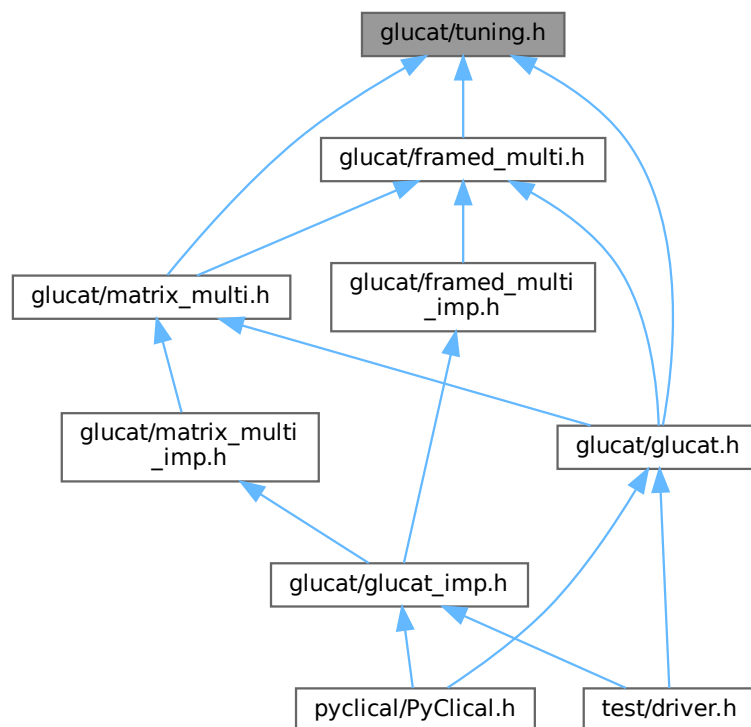 glucat/tuning.h
glucat/framed_multi.h
glucat/matrix_multi.h
glucat/framed_multi
_imp.h
glucat/matrix_multi
_imp.h
glucat/glucat.h
glucat/glucat_imp.h
pyclical/PyClical.h
test/driver.h